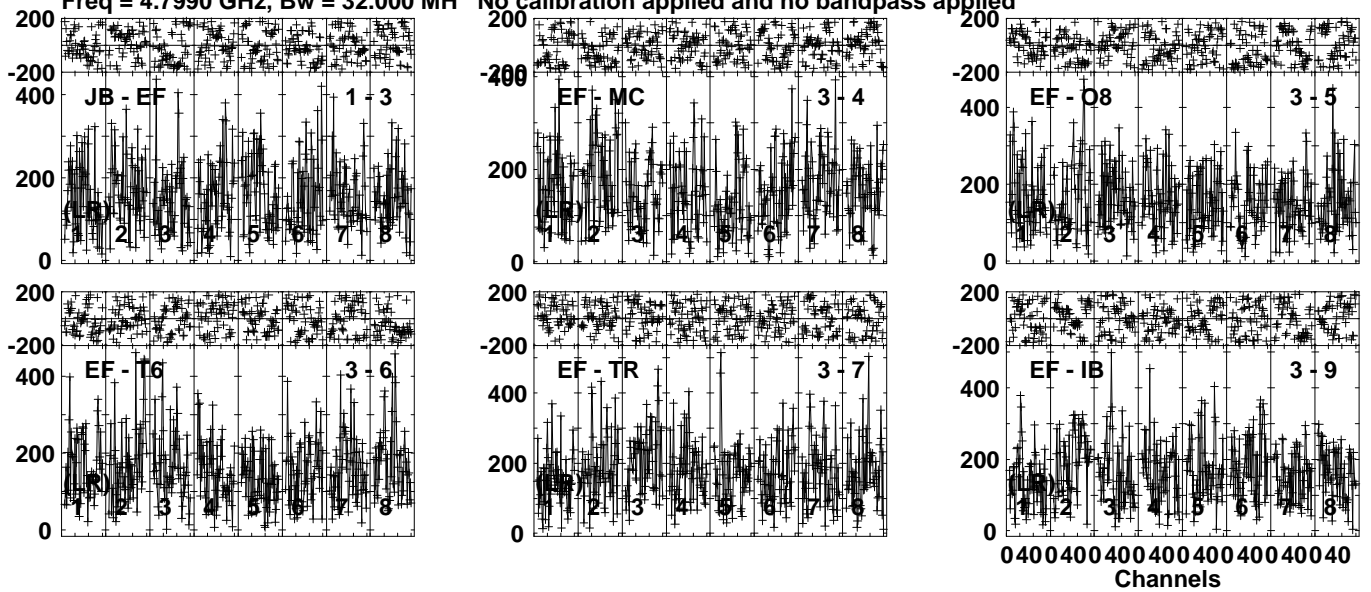 Freq = 4.7990 GHz, Bw = 32.000 MH No calibration applied and no bandpass applied
200
-200
JB - EF 1 - 3
400
200
0
(LR)
1 2 3 4 5 6 7 8
200
-200
400
EF - MC 3 - 4
200
0
(LR)
1 2 3 4 5 6 7 8
200
-200
EF - O8 3 - 5
400
200
0
(LR)
1 2 3 4 5 6 7 8
200
-200
EF - T6 3 - 6
400
200
0
(LR)
1 2 3 4 5 6 7 8
200
-200
EF - TR 3 - 7
400
200
0
(LR)
1 2 3 4 5 6 7 8
200
-200
EF - IB 3 - 9
400
200
0
(LR)
1 2 3 4 5 6 7 8
0 40 0 40 0 40 0 40 0 40 0 40 0 40 0 40
Channels